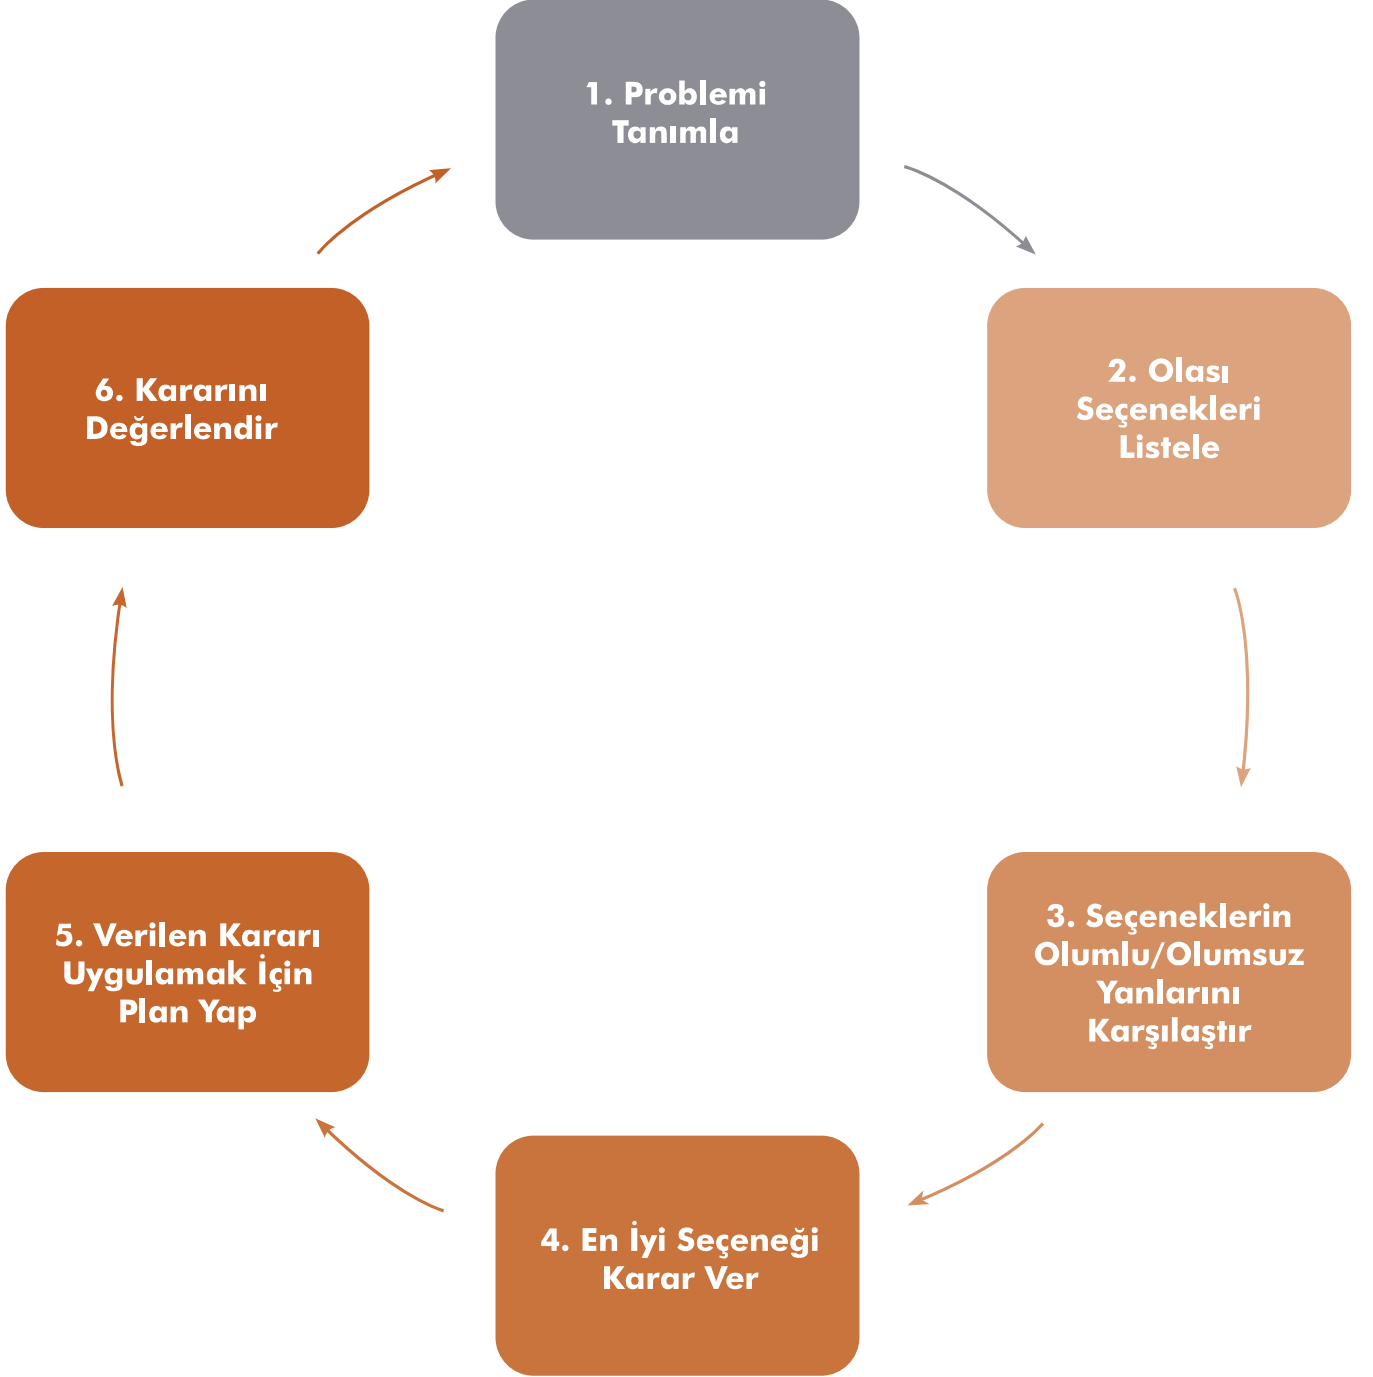 1. Problemi
Tanımla
2. Olası
Seçenekleri
Listele
3. Seçeneklerin
Olumlu/Olumsuz
Yanlarını
Karşılaştır
4. En İyi Seçeneği
Karar Ver
5. Verilen Kararı
Uygulamak İçin
Plan Yap
6. Kararını
Değerlendir